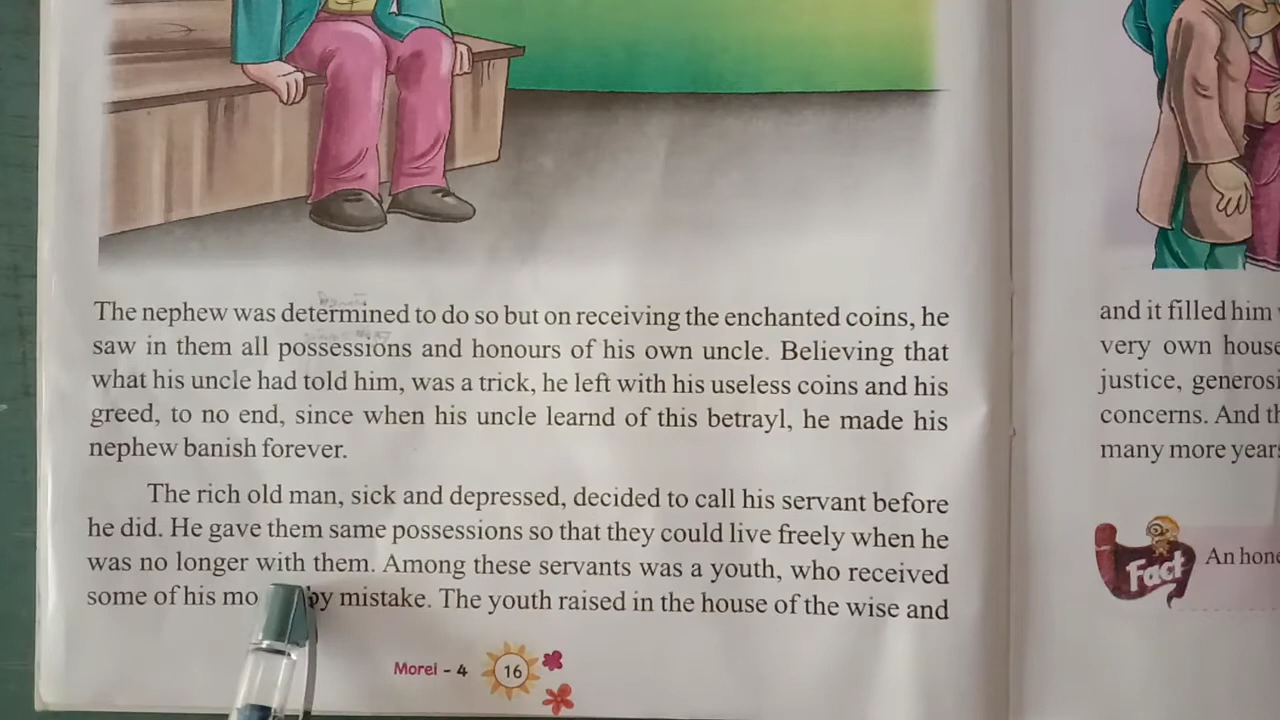 The nephew was determined to do so but on receiving the enchanted coins, he
saw in them all possessions and honours of his own uncle. Believing that
what his uncle had told him, was a trick, he left with his useless coins and his
greed, to no end, since when his uncle learnd of this betrayl, he made his
nephew banish forever.
The rich old man, sick and depressed, decided to call his servant before
he did. He gave them same possessions so that they could live freely when he
was no longer with them. Among these servants was a youth, who received
some of his mo by mistake. The youth raised in the house of the wise and
Morel - 4 16
and it filled him
very own house
justice, generosi
concerns. And th
many more years
Fact
An hone